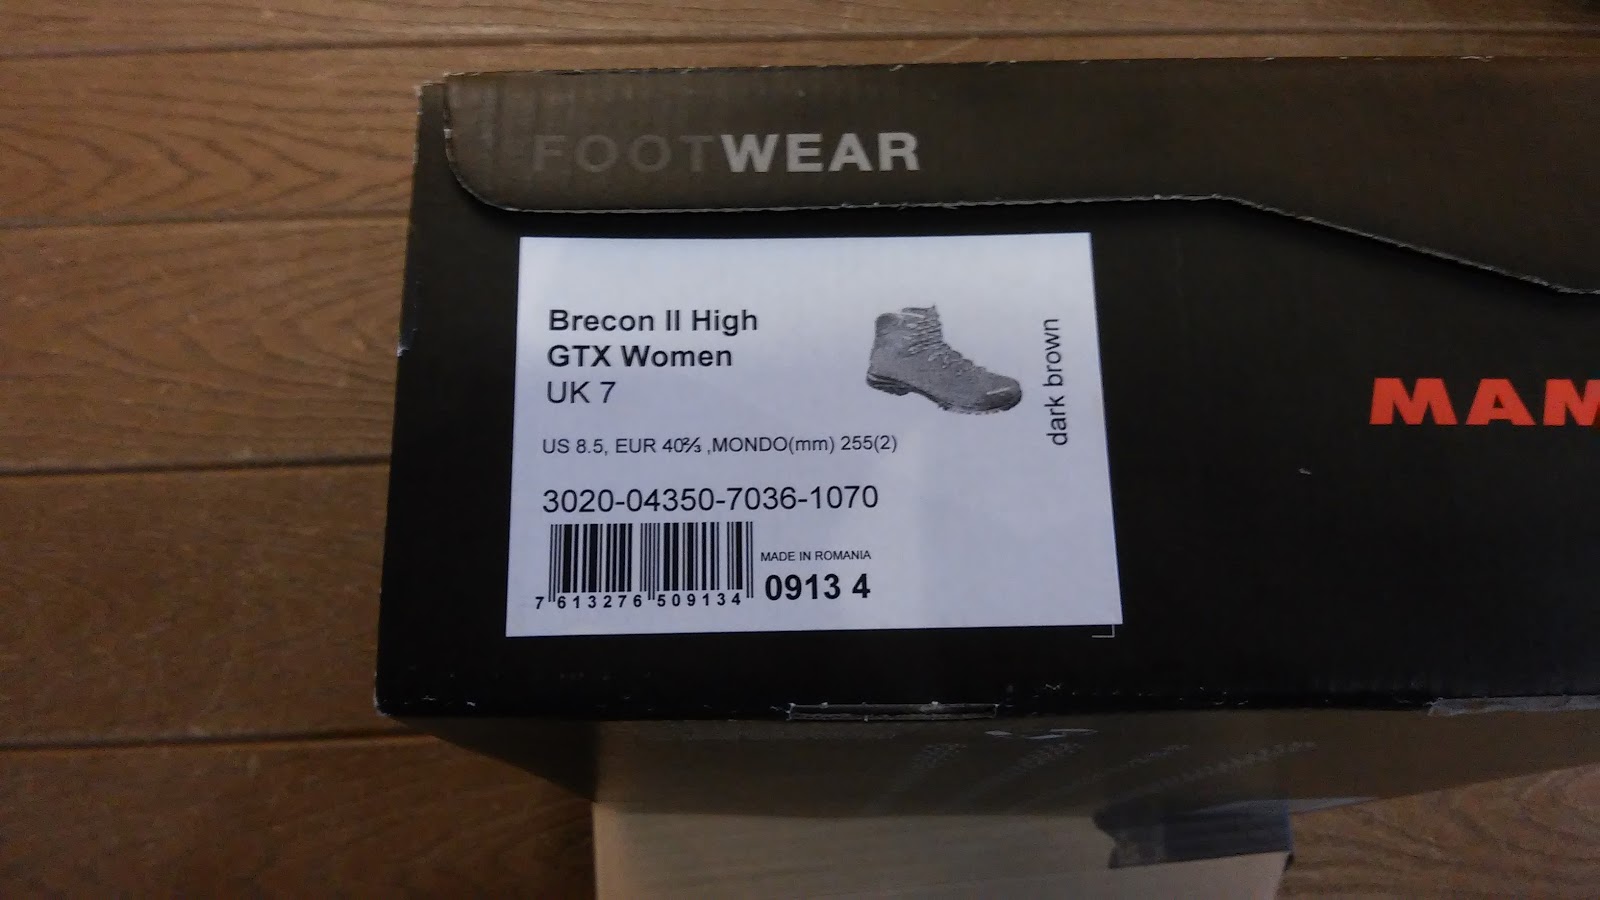 FOOTWEAR
Brecon II High
GTX Women
UK 7
dark brown
US 8.5, EUR 40⅔ ,MONDO(mm) 255(2)
3020-04350-7036-1070
MADE IN ROMANIA
0913 4
7 613276 509134
MAM